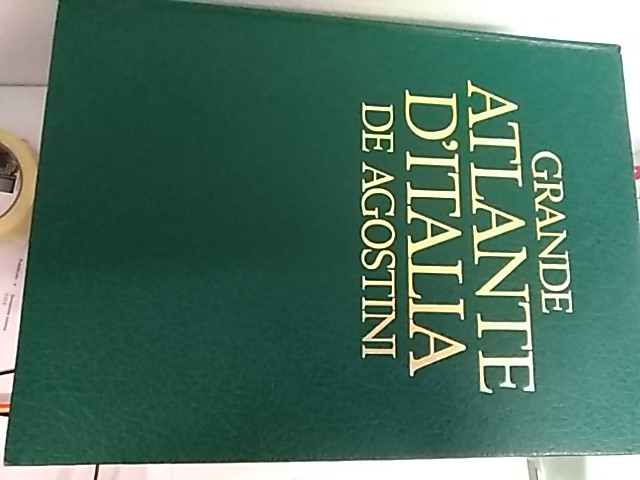 GRANDE
ATLANTE
D'ITALIA
DE AGOSTINI